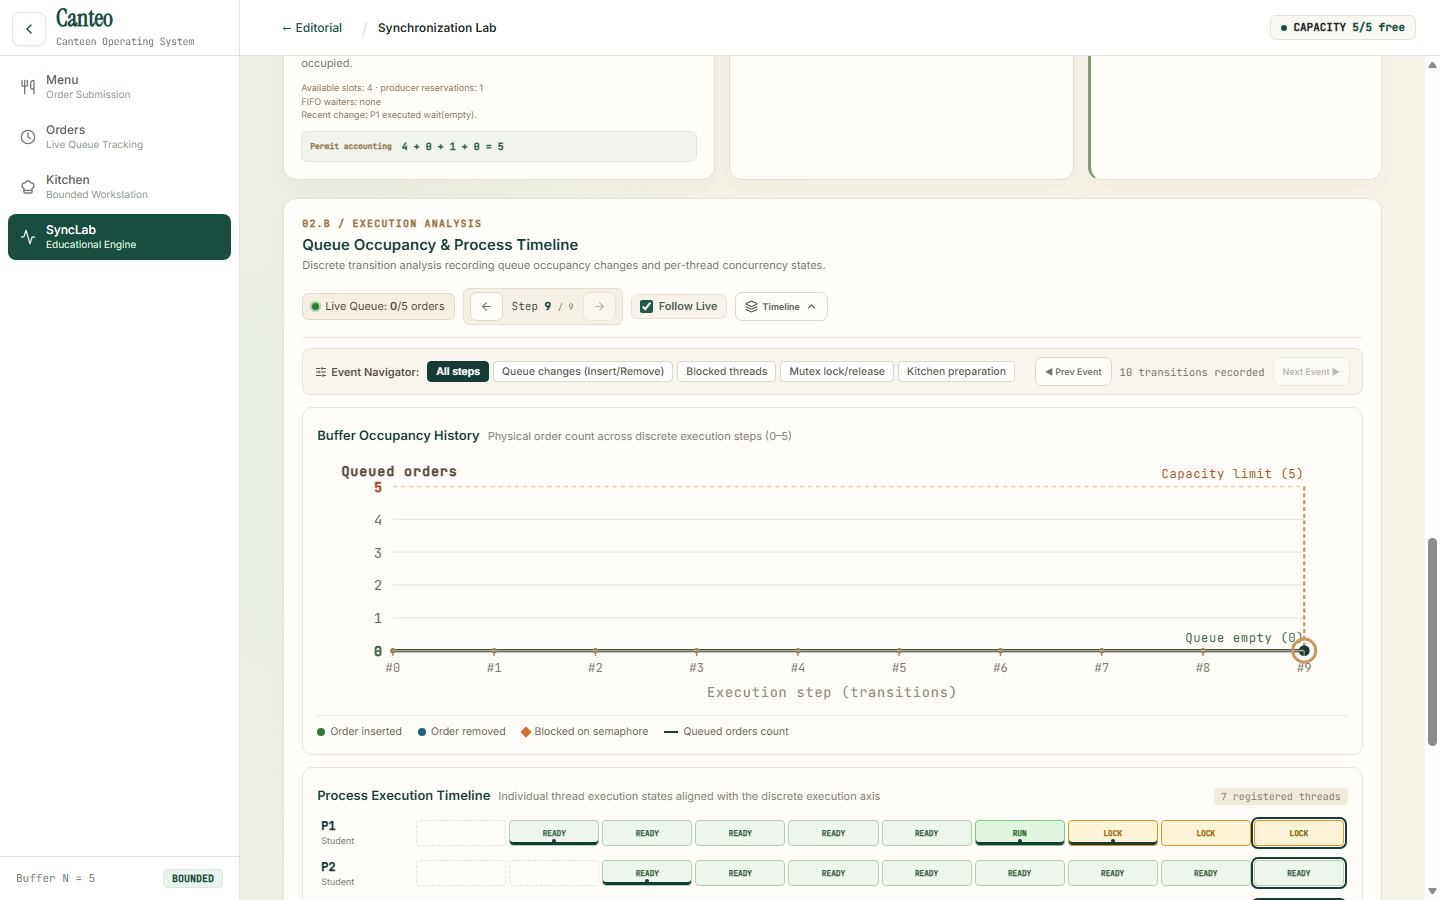 Canteo
Canteen Operating System
← Editorial / Synchronization Lab
CAPACITY 5/5 free
Menu
Order Submission
Orders
Live Queue Tracking
Kitchen
Bounded Workstation
SyncLab
Educational Engine
Buffer N = 5 BOUNDED
occupied.
Available slots: 4 · producer reservations: 1
FIFO waiters: none
Recent change: P1 executed wait(empty).
Permit accounting 4 + 0 + 1 + 0 = 5
02.B / EXECUTION ANALYSIS
Queue Occupancy & Process Timeline
Discrete transition analysis recording queue occupancy changes and per-thread concurrency states.
Live Queue: 0/5 orders ← Step 9 / 9 → Follow Live Timeline
Event Navigator: All steps Queue changes (Insert/Remove) Blocked threads Mutex lock/release Kitchen preparation ◀ Prev Event 10 transitions recorded Next Event ▶
Buffer Occupancy History Physical order count across discrete execution steps (0–5)
Queued orders
Capacity limit (5)
5
4
3
2
1
Queue empty (0)
0
#0 #1 #2 #3 #4 #5 #6 #7 #8 #9
Execution step (transitions)
Order inserted Order removed Blocked on semaphore Queued orders count
Process Execution Timeline Individual thread execution states aligned with the discrete execution axis 7 registered threads
P1
Student
READY READY READY READY READY RUN LOCK LOCK LOCK
P2
Student
READY READY READY READY READY READY READY READY